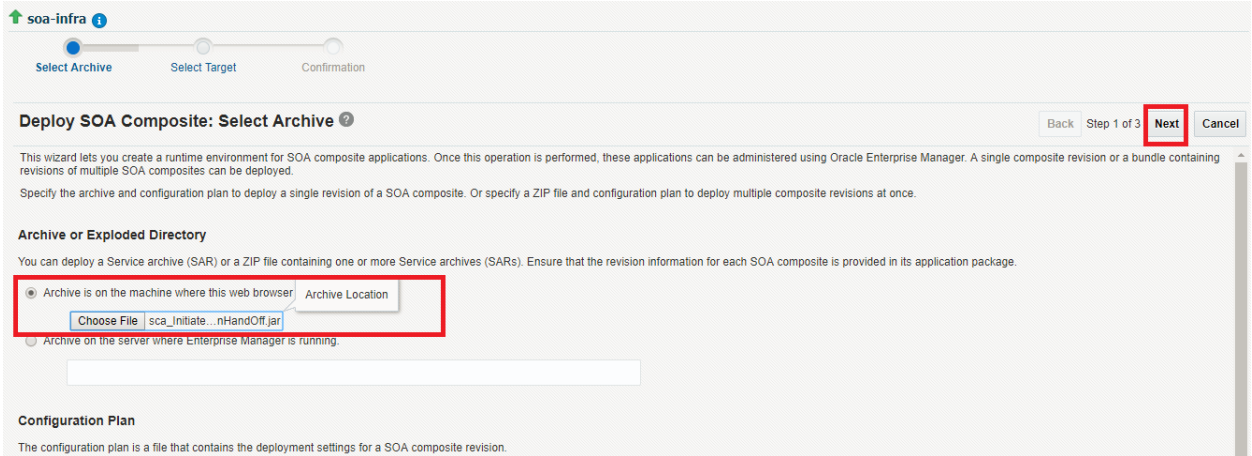 soa-infra
Select Archive Select Target Confirmation
Deploy SOA Composite: Select Archive
Back Step 1 of 3 Next Cancel
This wizard lets you create a runtime environment for SOA composite applications. Once this operation is performed, these applications can be administered using Oracle Enterprise Manager. A single composite revision or a bundle containing
revisions of multiple SOA composites can be deployed.
Specify the archive and configuration plan to deploy a single revision of a SOA composite. Or specify a ZIP file and configuration plan to deploy multiple composite revisions at once.
Archive or Exploded Directory
You can deploy a Service archive (SAR) or a ZIP file containing one or more Service archives (SARs). Ensure that the revision information for each SOA composite is provided in its application package.
Archive is on the machine where this web browser
Archive Location
Choose File sca_Initiate...nHandOff.jar
Archive on the server where Enterprise Manager is running.
Configuration Plan
The configuration plan is a file that contains the deployment settings for a SOA composite revision.